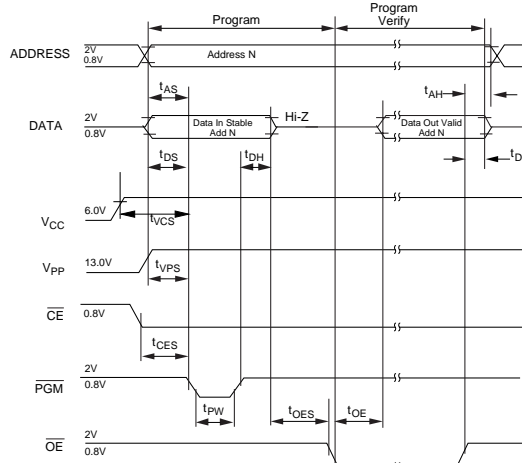 Program
Program
Verify
ADDRESS
2V
0.8V
Address N
tAS
tAH
DATA
2V
0.8V
Data In Stable
Add N
Hi-Z
Data Out Valid
Add N
tDS
tDH
tD
VCC
6.0V
tVCS
VPP
13.0V
tVPS
CE
0.8V
tCES
PGM
2V
0.8V
tPW
tOES
tOE
OE
2V
0.8V